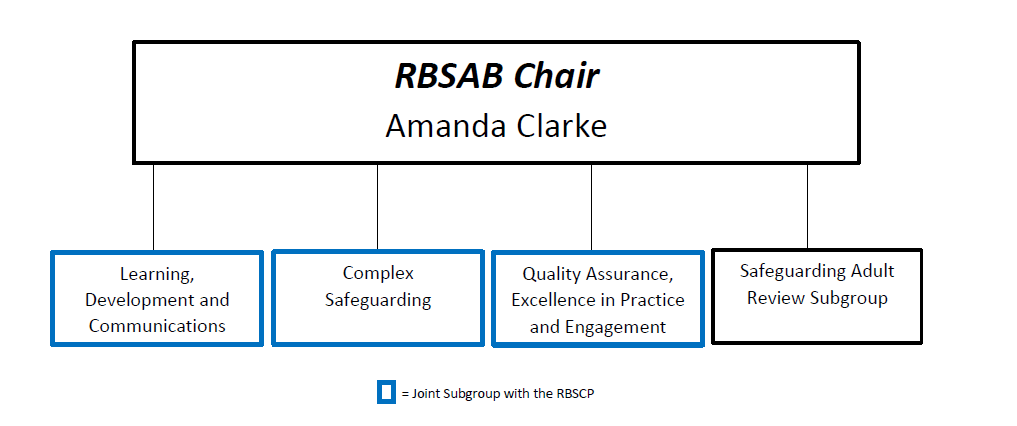 RBSAB Chair
Amanda Clarke
Learning,
Development and
Communications
Complex
Safeguarding
Quality Assurance,
Excellence in Practice
and Engagement
Safeguarding Adult
Review Subgroup
= Joint Subgroup with the RBSCP